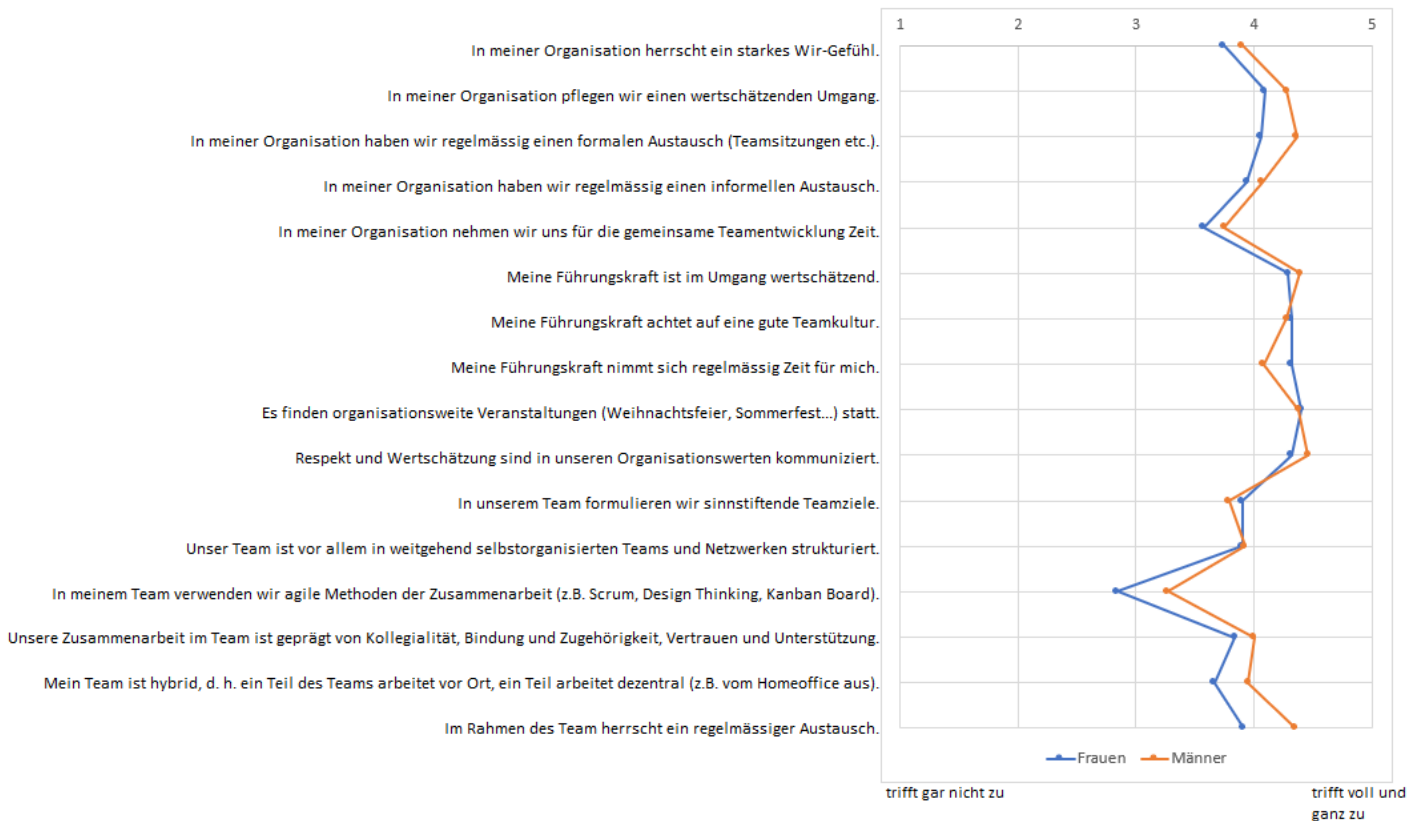 1 2 3 4 5
In meiner Organisation herrscht ein starkes Wir-Gefühl.
In meiner Organisation pflegen wir einen wertschätzenden Umgang.
In meiner Organisation haben wir regelmässig einen formalen Austausch (Teamsitzungen etc.).
In meiner Organisation haben wir regelmässig einen informellen Austausch.
In meiner Organisation nehmen wir uns für die gemeinsame Teamentwicklung Zeit.
Meine Führungskraft ist im Umgang wertschätzend.
Meine Führungskraft achtet auf eine gute Teamkultur.
Meine Führungskraft nimmt sich regelmässig Zeit für mich.
Es finden organisationsweite Veranstaltungen (Weihnachtsfeier, Sommerfest...) statt.
Respekt und Wertschätzung sind in unseren Organisationswerten kommuniziert.
In unserem Team formulieren wir sinnstiftende Teamziele.
Unser Team ist vor allem in weitgehend selbstorganisierten Teams und Netzwerken strukturiert.
In meinem Team verwenden wir agile Methoden der Zusammenarbeit (z.B. Scrum, Design Thinking, Kanban Board).
Unsere Zusammenarbeit im Team ist geprägt von Kollegialität, Bindung und Zugehörigkeit, Vertrauen und Unterstützung.
Mein Team ist hybrid, d. h. ein Teil des Teams arbeitet vor Ort, ein Teil arbeitet dezentral (z.B. vom Homeoffice aus).
Im Rahmen des Team herrscht ein regelmässiger Austausch.
Frauen Männer
trifft gar nicht zu
trifft voll und
ganz zu